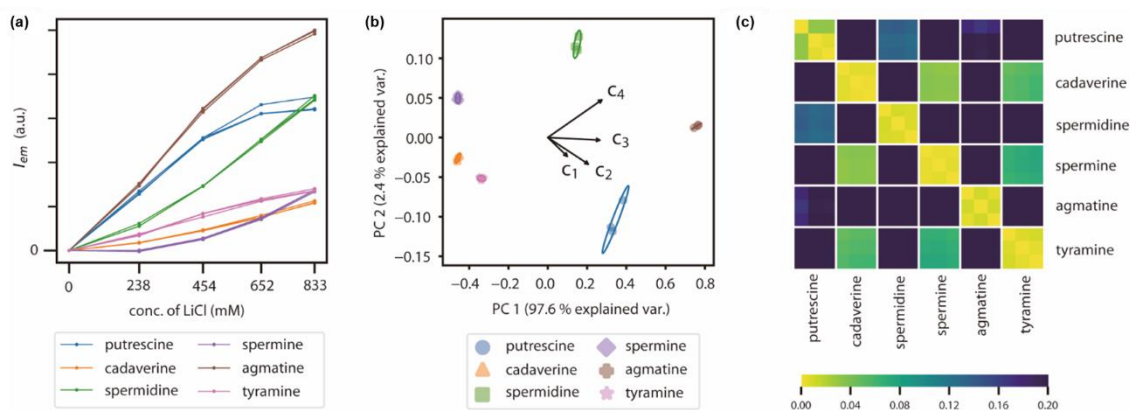 (a)
I_em (a.u.)
0
0 238 454 652 833
conc. of LiCl (mM)
putrescine spermine
cadaverine agmatine
spermidine tyramine
(b)
PC 2 (2.4 % explained var.)
0.10
0.05
0.00
−0.05
−0.10
−0.15
C4
C3
C1 C2
−0.4 −0.2 0.0 0.2 0.4 0.6 0.8
PC 1 (97.6 % explained var.)
putrescine spermine
cadaverine agmatine
spermidine tyramine
(c)
putrescine
cadaverine
spermidine
spermine
agmatine
tyramine
putrescine
cadaverine
spermidine
spermine
agmatine
tyramine
0.00 0.04 0.08 0.12 0.16 0.20